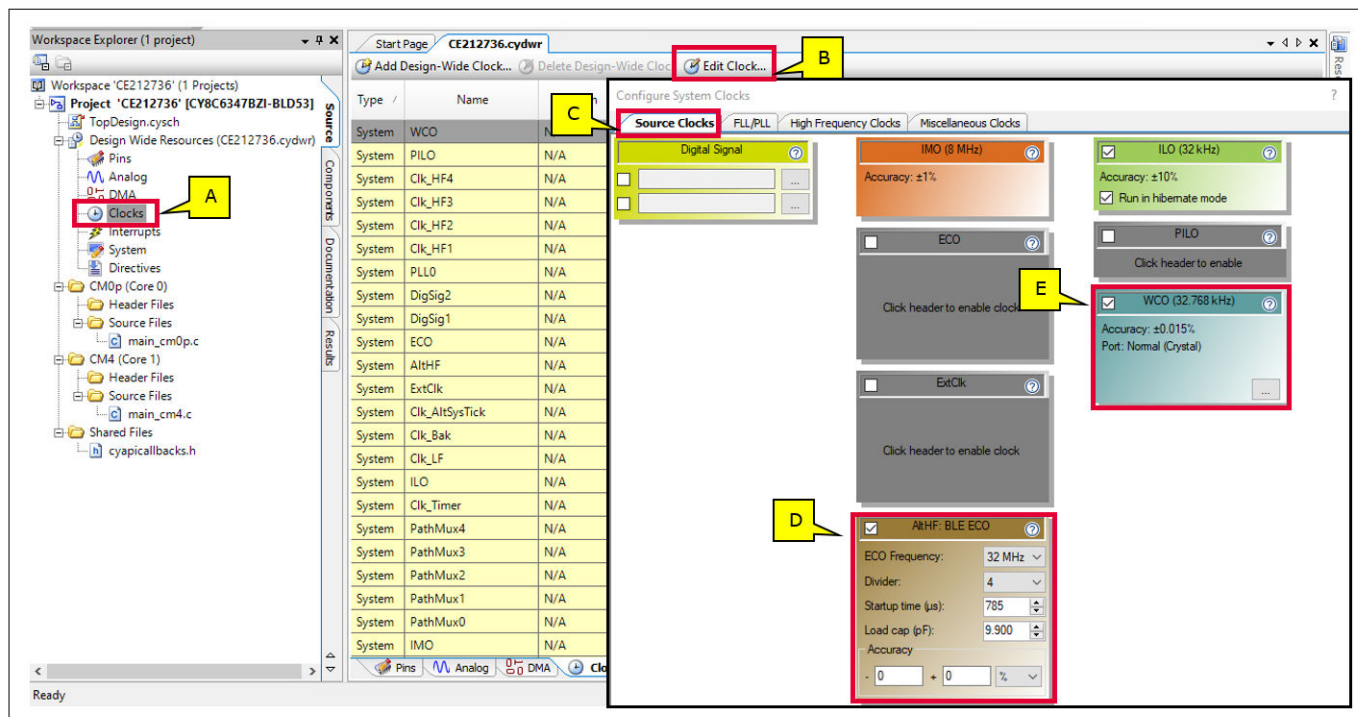 Workspace Explorer (1 project)
Workspace 'CE212736' (1 Projects)
Project 'CE212736' [CY8C6347BZI-BLD53]
TopDesign.cysch
Design Wide Resources (CE212736.cydwr)
Pins
Analog
DMA
Clocks
Interrupts
System
Directives
CM0p (Core 0)
Header Files
Source Files
main_cm0p.c
CM4 (Core 1)
Header Files
Source Files
main_cm4.c
Shared Files
cyapicallbacks.h
A
Source
Components
Documentation
Results
Start Page
CE212736.cydwr
Add Design-Wide Clock...
Delete Design-Wide Cloc
Edit Clock...
B
Type / Name
System WCO
System PILO N/A
System Clk_HF4 N/A
System Clk_HF3 N/A
System Clk_HF2 N/A
System Clk_HF1 N/A
System PLL0 N/A
System DigSig2 N/A
System DigSig1 N/A
System ECO N/A
System AltHF N/A
System ExtClk N/A
System Clk_AltSysTick N/A
System Clk_Bak N/A
System Clk_LF N/A
System ILO N/A
System Clk_Timer N/A
System PathMux4 N/A
System PathMux3 N/A
System PathMux2 N/A
System PathMux1 N/A
System PathMux0 N/A
System IMO N/A
Pins Analog DMA Clo
Configure System Clocks ?
C
Source Clocks FLL/PLL High Frequency Clocks Miscellaneous Clocks
Digital Signal
...
...
IMO (8 MHz)
Accuracy: ±1%
ILO (32 kHz)
Accuracy: ±10%
Run in hibernate mode
ECO
Click header to enable clock
PILO
Click header to enable
E
WCO (32.768 kHz)
Accuracy: ±0.015%
Port: Normal (Crystal)
...
ExtClk
Click header to enable clock
D
AltHF: BLE ECO
ECO Frequency: 32 MHz
Divider: 4
Startup time (µs): 785
Load cap (pF): 9.900
Accuracy
- 0 + 0 %
Ready